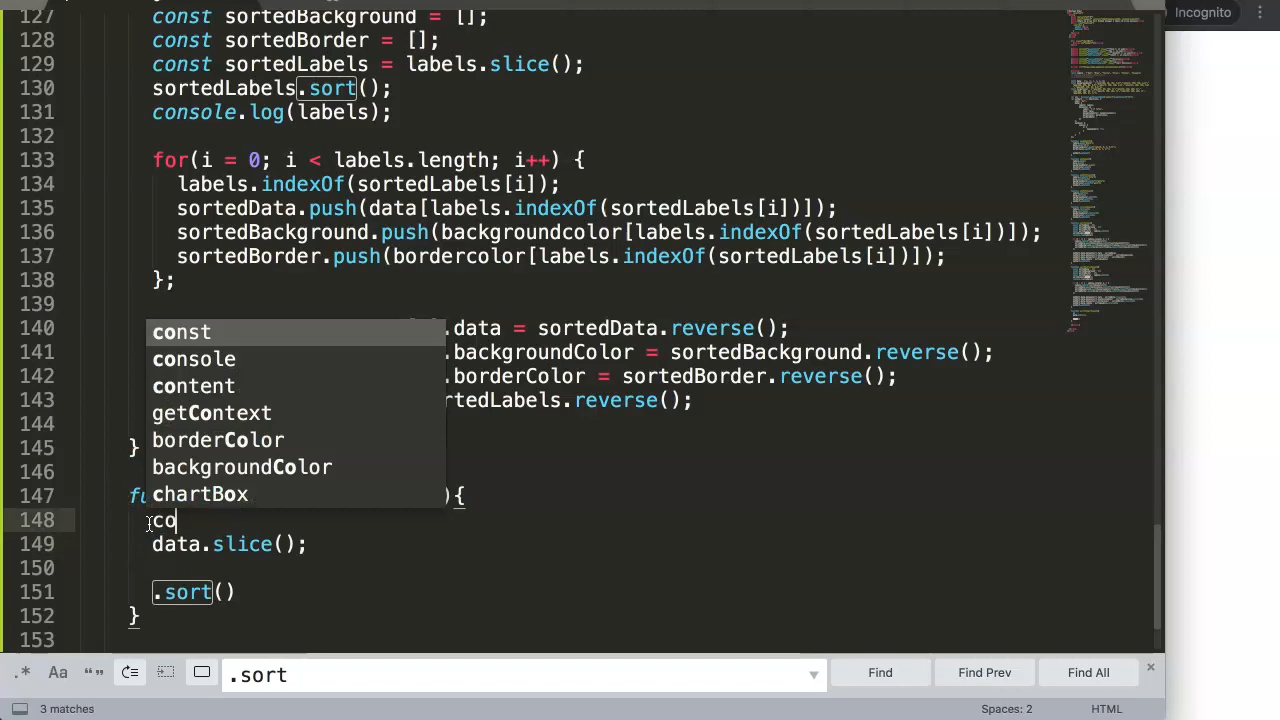 Incognito
127 const sortedBackground = [];
128 const sortedBorder = [];
129 const sortedLabels = labels.slice();
130 sortedLabels.sort();
131 console.log(labels);
132
133 for(i = 0; i < labels.length; i++) {
134 labels.indexOf(sortedLabels[i]);
135 sortedData.push(data[labels.indexOf(sortedLabels[i])]);
136 sortedBackground.push(backgroundcolor[labels.indexOf(sortedLabels[i])]);
137 sortedBorder.push(bordercolor[labels.indexOf(sortedLabels[i])]);
138 };
139
140 .data = sortedData.reverse();
141 .backgroundColor = sortedBackground.reverse();
142 .borderColor = sortedBorder.reverse();
143 rtedLabels.reverse();
144
145 }
146
147 fu ){
148 co
149 data.slice();
150
151 .sort()
152 }
153
const
console
content
getContext
borderColor
backgroundColor
chartBox
.* Aa “” .sort Find Find Prev Find All
3 matches Spaces: 2 HTML